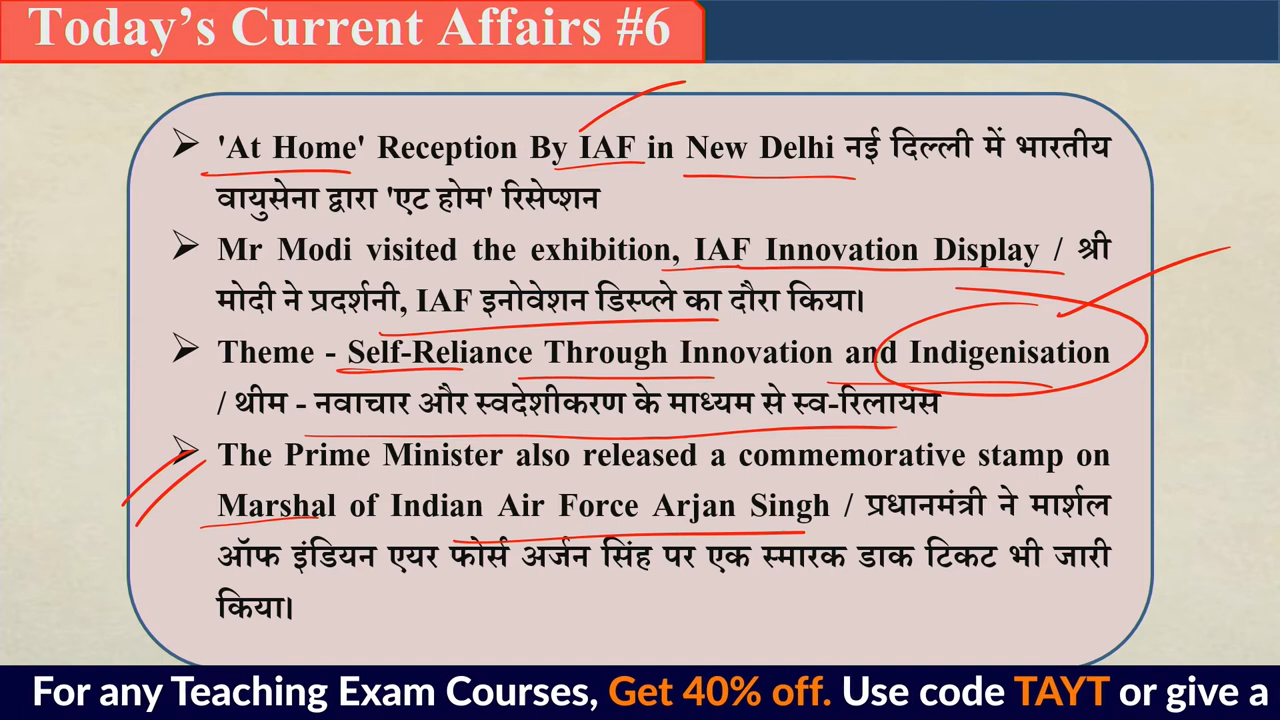 Today's Current Affairs #6
➢ 'At Home' Reception By IAF in New Delhi नई दिल्ली में भारतीय
वायुसेना द्वारा 'एट होम' रिसेप्शन
➢ Mr Modi visited the exhibition, IAF Innovation Display / श्री
मोदी ने प्रदर्शनी, IAF इनोवेशन डिस्प्ले का दौरा किया।
➢ Theme - Self-Reliance Through Innovation and Indigenisation
/ थीम - नवाचार और स्वदेशीकरण के माध्यम से स्व-रिलायंस
➢ The Prime Minister also released a commemorative stamp on
Marshal of Indian Air Force Arjan Singh / प्रधानमंत्री ने मार्शल
ऑफ इंडियन एयर फोर्स अर्जन सिंह पर एक स्मारक डाक टिकट भी जारी
किया।
For any Teaching Exam Courses, Get 40% off. Use code TAYT or give a